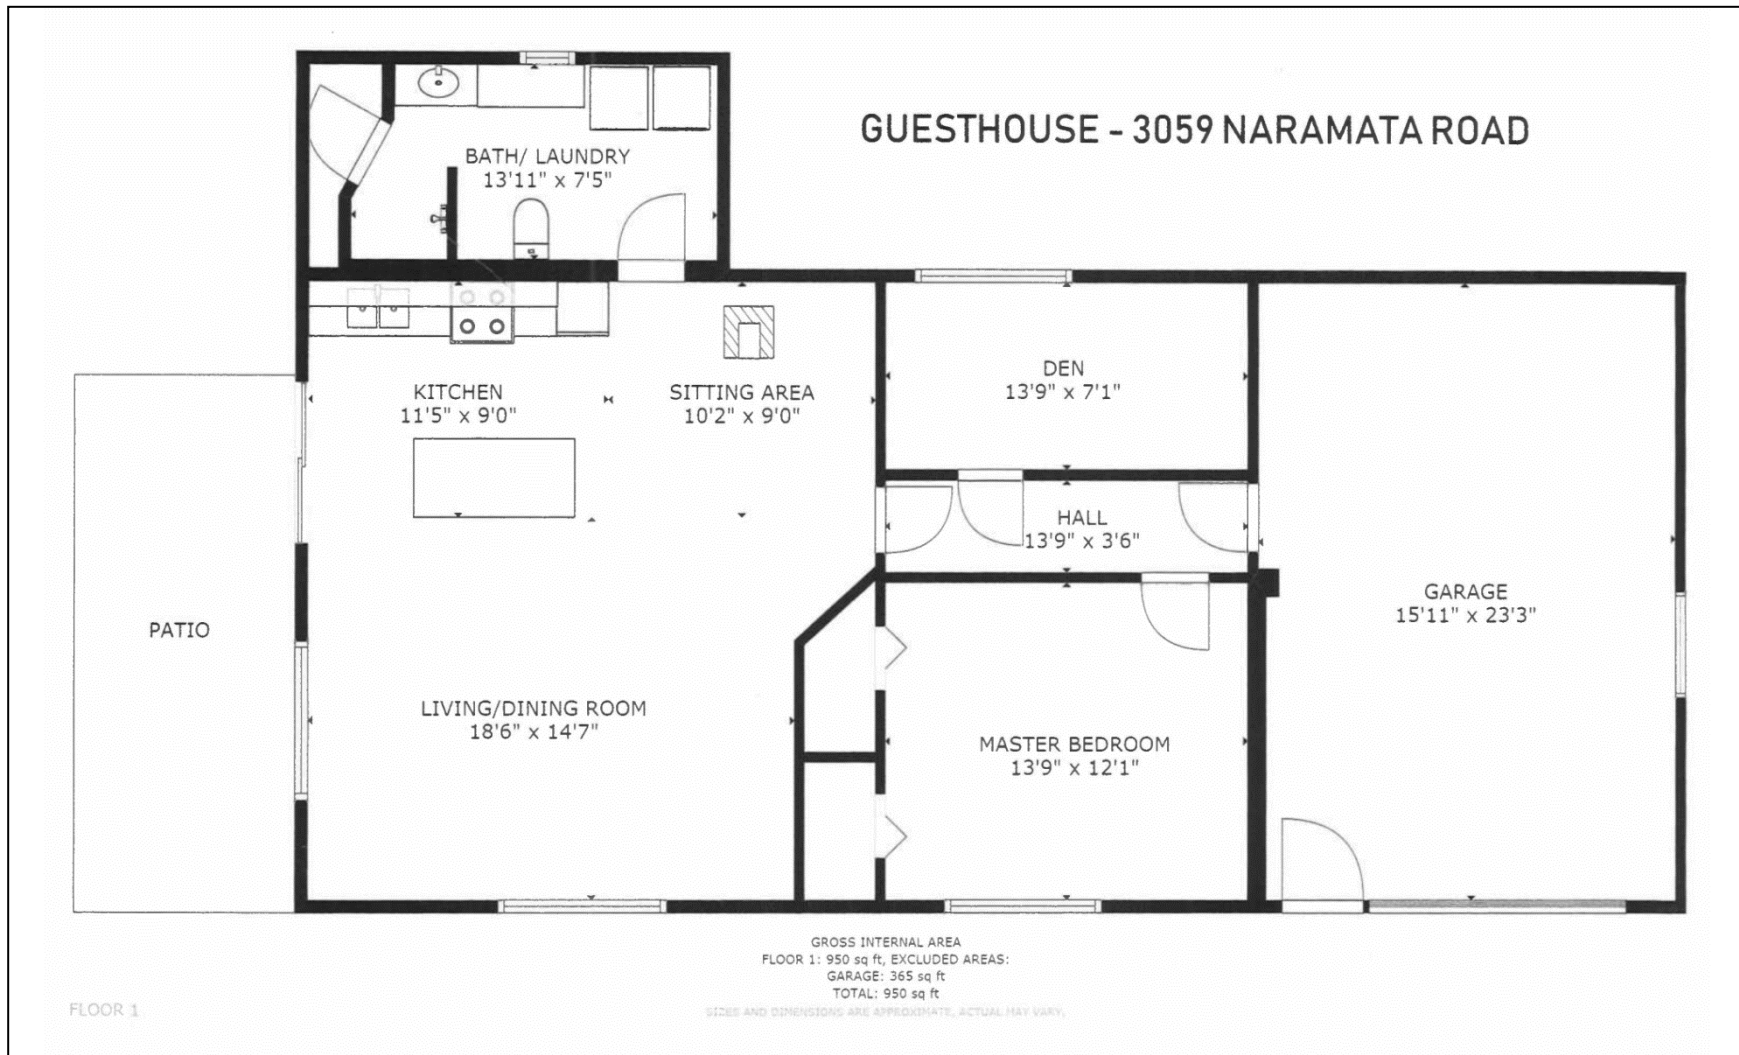 GUESTHOUSE - 3059 NARAMATA ROAD
BATH/ LAUNDRY
13'11" x 7'5"
KITCHEN
11'5" x 9'0"
SITTING AREA
10'2" x 9'0"
DEN
13'9" x 7'1"
HALL
13'9" x 3'6"
GARAGE
15'11" x 23'3"
PATIO
LIVING/DINING ROOM
18'6" x 14'7"
MASTER BEDROOM
13'9" x 12'1"
GROSS INTERNAL AREA
FLOOR 1: 950 sq ft, EXCLUDED AREAS:
GARAGE: 365 sq ft
TOTAL: 950 sq ft
SIZES AND DIMENSIONS ARE APPROXIMATE, ACTUAL MAY VARY.
FLOOR 1